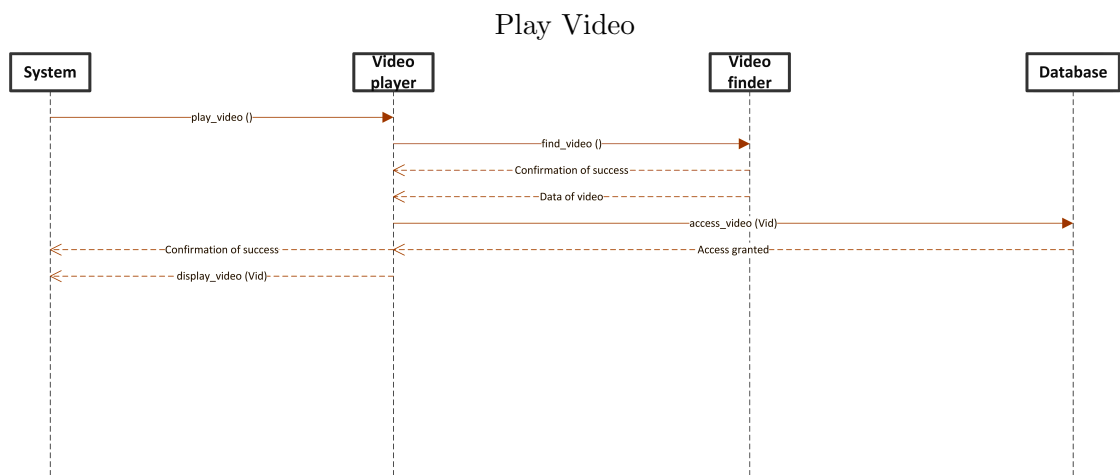 Play Video
System
Video
player
Video
finder
Database
play_video ()
find_video ()
Confirmation of success
Data of video
access_video (Vid)
Confirmation of success
Access granted
display_video (Vid)